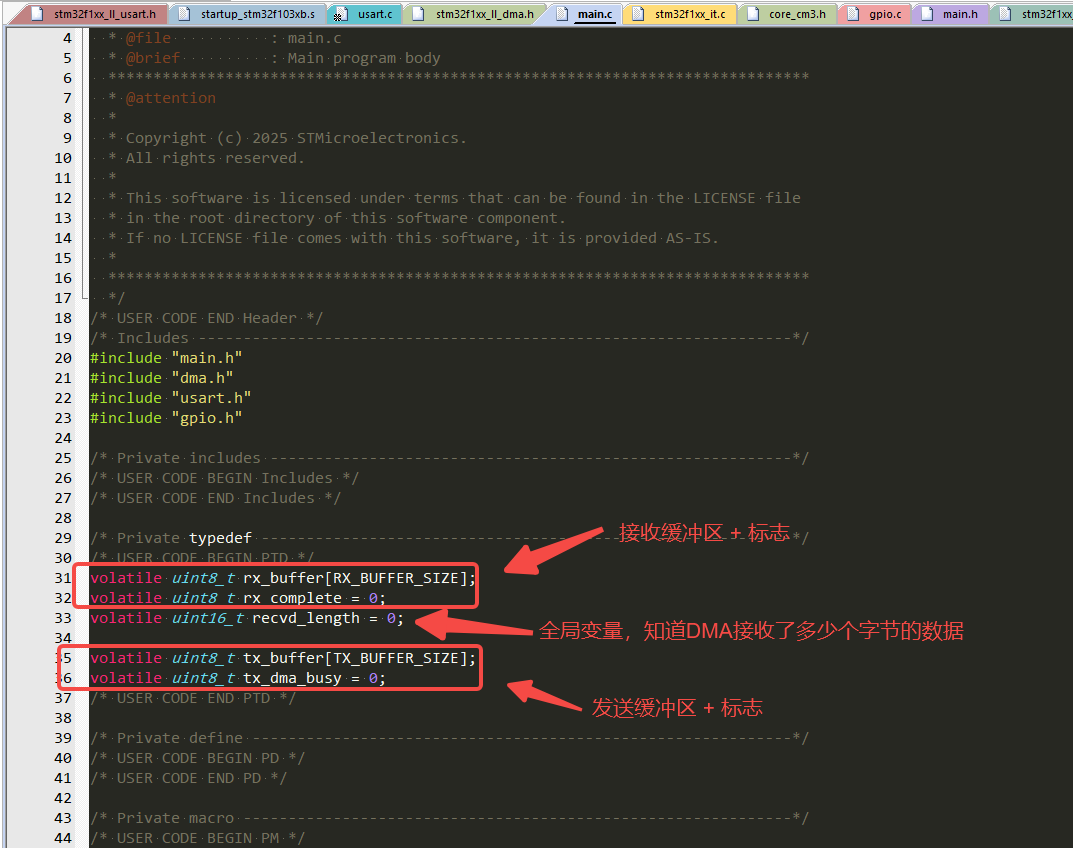 stm32f1xx_ll_usart.h startup_stm32f103xb.s usart.c stm32f1xx_ll_dma.h main.c stm32f1xx_it.c core_cm3.h gpio.c main.h stm32f1xx
4 * @file : main.c
5 * @brief : Main program body
6 ******************************************************************************
7 * @attention
8 *
9 * Copyright (c) 2025 STMicroelectronics.
10 * All rights reserved.
11 *
12 * This software is licensed under terms that can be found in the LICENSE file
13 * in the root directory of this software component.
14 * If no LICENSE file comes with this software, it is provided AS-IS.
15 *
16 ******************************************************************************
17 */
18 /* USER CODE END Header */
19 /* Includes ------------------------------------------------------------------*/
20 #include "main.h"
21 #include "dma.h"
22 #include "usart.h"
23 #include "gpio.h"
24
25 /* Private includes ----------------------------------------------------------*/
26 /* USER CODE BEGIN Includes */
27 /* USER CODE END Includes */
28
29 /* Private typedef -----------------------------------------------------------*/
接收缓冲区 + 标志
30 /* USER CODE BEGIN PTD */
31 volatile uint8_t rx_buffer[RX_BUFFER_SIZE];
32 volatile uint8_t rx_complete = 0;
33 volatile uint16_t recvd_length = 0;
全局变量，知道DMA接收了多少个字节的数据
34
35 volatile uint8_t tx_buffer[TX_BUFFER_SIZE];
36 volatile uint8_t tx_dma_busy = 0;
37 /* USER CODE END PTD */
发送缓冲区 + 标志
38
39 /* Private define ------------------------------------------------------------*/
40 /* USER CODE BEGIN PD */
41 /* USER CODE END PD */
42
43 /* Private macro -------------------------------------------------------------*/
44 /* USER CODE BEGIN PM */